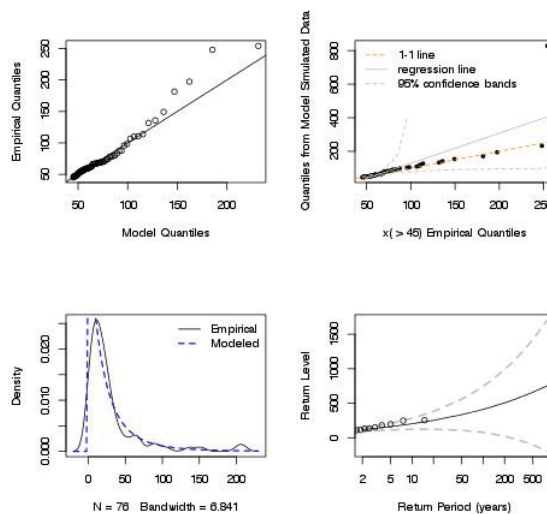 Empirical Quantiles
50 100 150 200 250
50 100 150 200
Model Quantiles
Quantiles from Model Simulated Data
200 400 600 800
1-1 line
regression line
95% confidence bands
50 100 150 200 250
x( > 45) Empirical Quantiles
Density
0.000 0.010 0.020
Empirical
Modeled
0 50 100 150 200
N = 76 Bandwidth = 6.841
Return Level
0 500 1000 1500
2 5 10 50 200 500
Return Period (years)